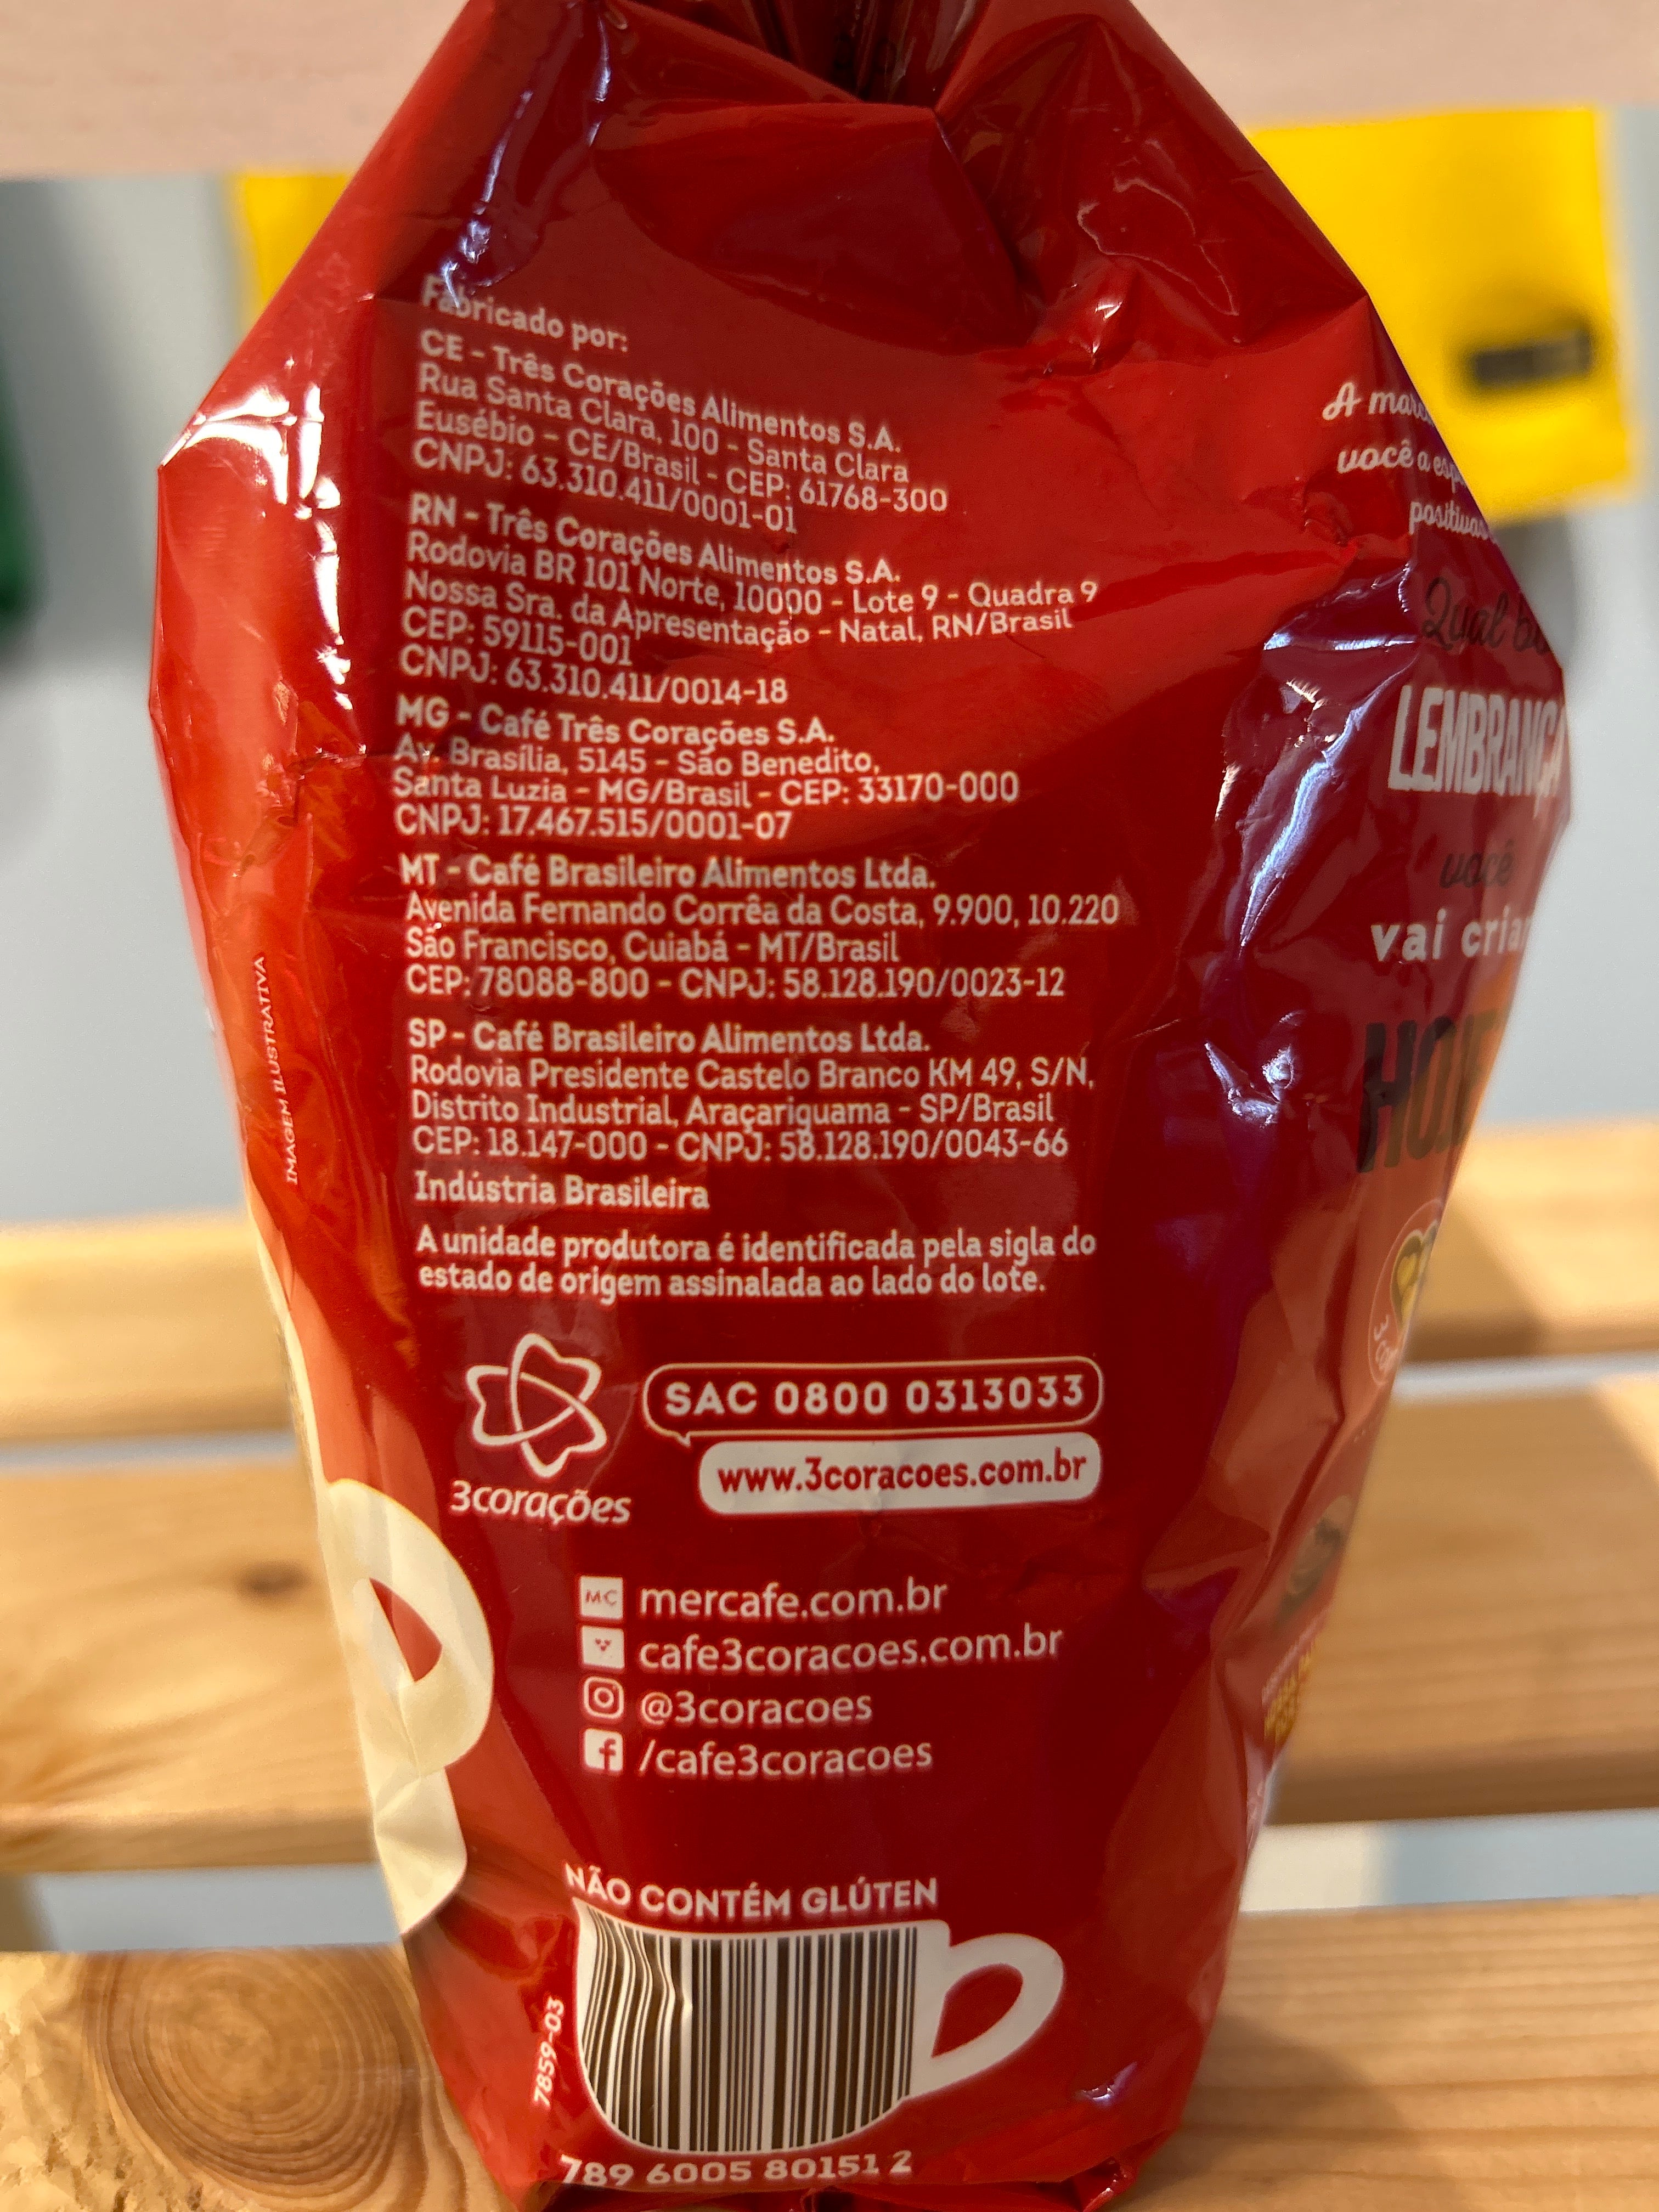 Fabricado por:
CE - Três Corações Alimentos S.A.
Rua Santa Clara, 100 - Santa Clara
Eusébio - CE/Brasil - CEP: 61768-300
CNPJ: 63.310.411/0001-01
RN - Três Corações Alimentos S.A.
Rodovia BR 101 Norte, 10000 - Lote 9 - Quadra 9
Nossa Sra. da Apresentação - Natal, RN/Brasil
CEP: 59115-001
CNPJ: 63.310.411/0014-18
MG - Café Três Corações S.A.
Av. Brasília, 5145 - São Benedito,
Santa Luzia - MG/Brasil - CEP: 33170-000
CNPJ: 17.467.515/0001-07
MT - Café Brasileiro Alimentos Ltda.
Avenida Fernando Corrêa da Costa, 9.900, 10.220
São Francisco, Cuiabá - MT/Brasil
CEP: 78088-800 - CNPJ: 58.128.190/0023-12
SP - Café Brasileiro Alimentos Ltda.
Rodovia Presidente Castelo Branco KM 49, S/N,
Distrito Industrial, Araçariguama - SP/Brasil
CEP: 18.147-000 - CNPJ: 58.128.190/0043-66
Indústria Brasileira
A unidade produtora é identificada pela sigla do
estado de origem assinalada ao lado do lote.
IMAGEM ILUSTRATIVA
3corações
SAC 0800 0313033
www.3coracoes.com.br
MC mercafe.com.br
cafe3coracoes.com.br
@3coracoes
f /cafe3coracoes
NÃO CONTÉM GLÚTEN
7859-03
789 6005 80151 2
A
você a
Qual
LEMBRANÇA
você
vai criar